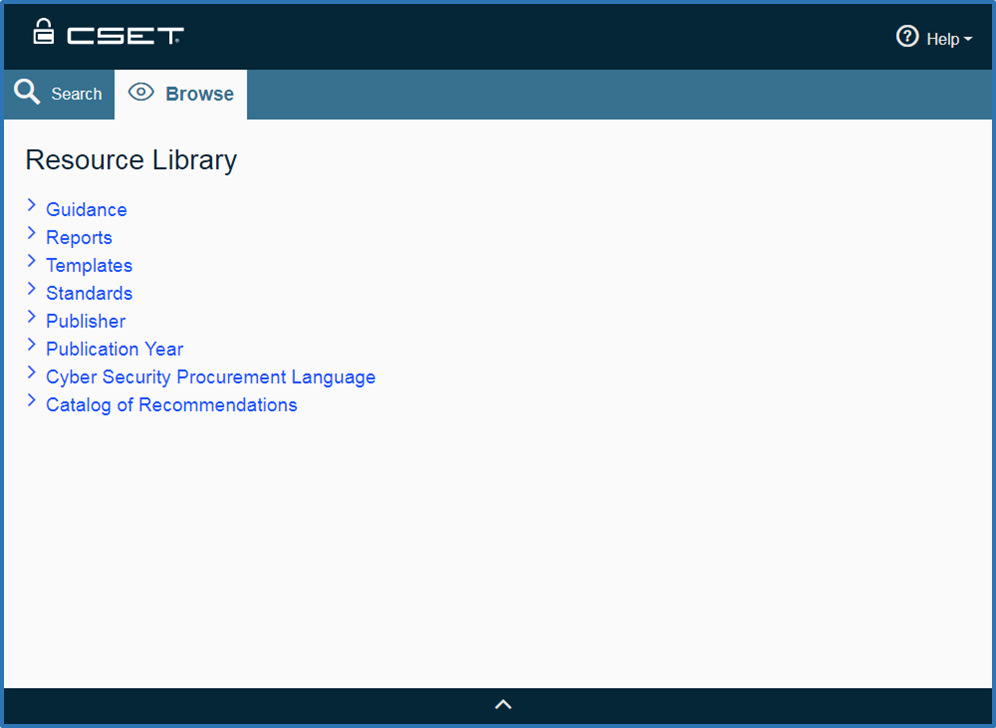 CSET
Help
Search
Browse
Resource Library
Guidance
Reports
Templates
Standards
Publisher
Publication Year
Cyber Security Procurement Language
Catalog of Recommendations